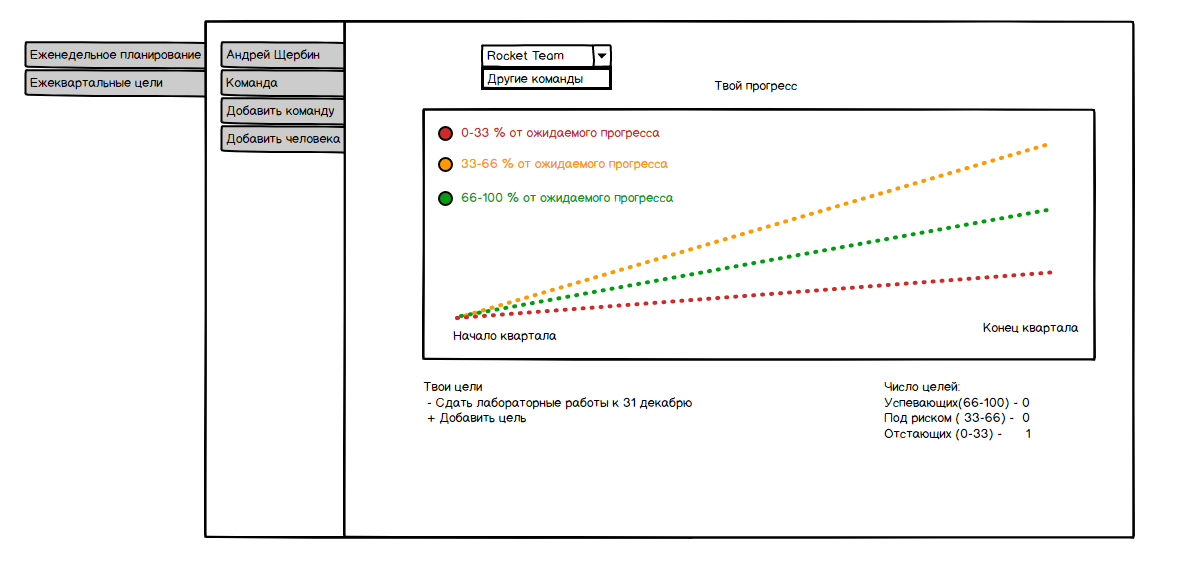 Еженедельное планирование
Ежеквартальные цели
Андрей Щербин
Команда
Добавить команду
Добавить человека
Rocket Team
Другие команды
Твой прогресс
0-33 % от ожидаемого прогресса
33-66 % от ожидаемого прогресса
66-100 % от ожидаемого прогресса
Начало квартала
Конец квартала
Твои цели
- Сдать лабораторные работы к 31 декабрю
+ Добавить цель
Число целей:
Успевающих(66-100) - 0
Под риском ( 33-66) - 0
Отстающих (0-33) - 1